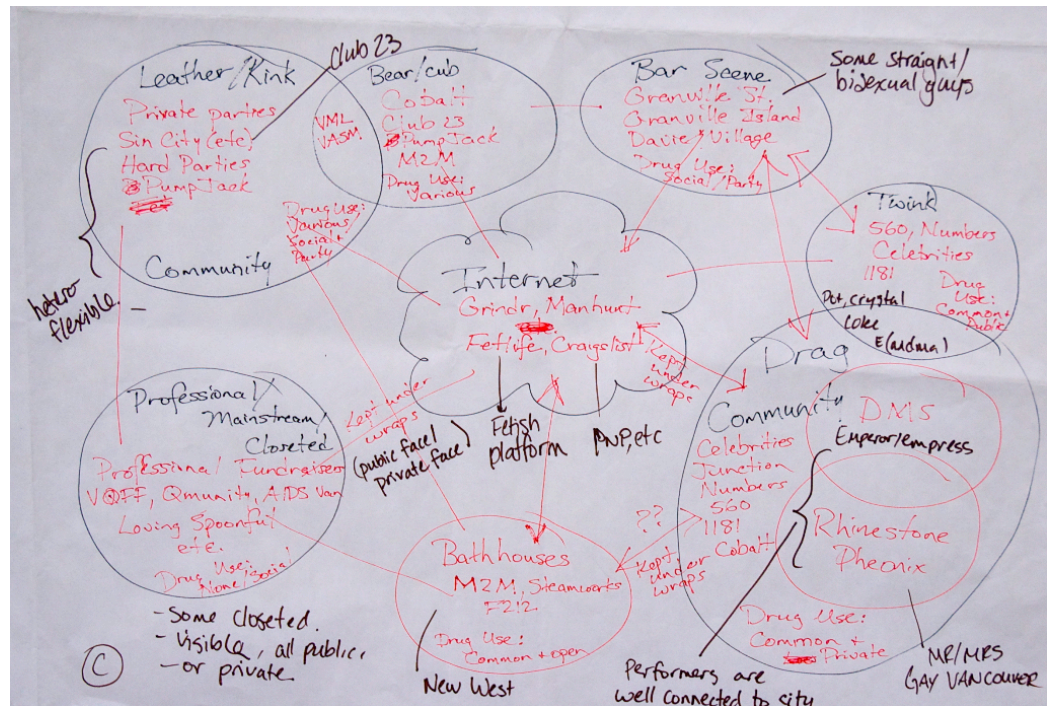 Leather/Kink
Private parties
Sin City (etc)
Hard Parties
PumpJack
Community
Drug Use:
Various
Social +
Party
hetero
flexible
Club 23
VML
VASM
Bear/cub
Cobalt
Club 23
PumpJack
M2M
Drug Use:
Various
Bar Scene
Granville St,
Granville Island
Davie Village
Drug Use:
Social/Party
Some straight/
bisexual guys
Twink
560, Numbers
Celebrities
1181
Drug
Use:
Common +
Public
Pot, crystal
coke
Internet
Grindr, Manhunt
Fetlife, Craigslist
Kept
under
wraps
Fetish
platform
PNP, etc
Kept under
wraps
(public face/
private face)
Professional/
Mainstream/
Closeted
Professional Fundraiser
VQFF, Qmunity, AIDS Van
Loving Spoonful
etc.
Drug Use:
None/Social
- Some closeted.
- Visible, all public,
- or private
C
Bathhouses
M2M, Steamworks
F212
Drug Use:
Common + open
New West
??
Kept
under
wraps
Drag
Community
Celebrities
Junction
Numbers
560
1181
Cobalt
DMS
Emperor/empress
Rhinestone
Pheonix
Drug Use:
Common +
Private
Performers are
well connected to
MR/MRS
GAY VANCOUVER